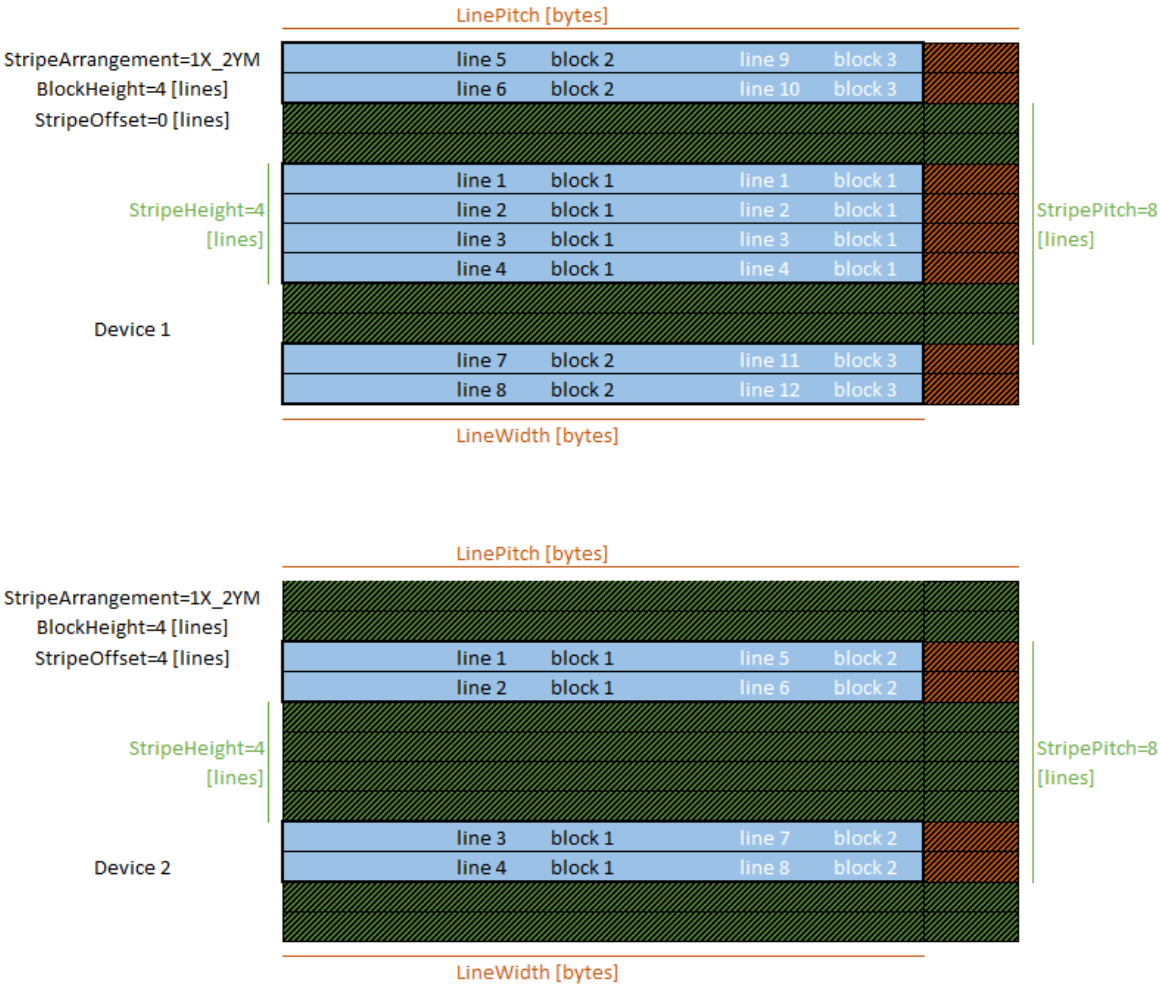 LinePitch [bytes]
StripeArrangement=1X_2YM
BlockHeight=4 [lines]
StripeOffset=0 [lines]
line 5 block 2 line 9 block 3
line 6 block 2 line 10 block 3
StripeHeight=4
[lines]
line 1 block 1 line 1 block 1
line 2 block 1 line 2 block 1
line 3 block 1 line 3 block 1
line 4 block 1 line 4 block 1
StripePitch=8
[lines]
Device 1
line 7 block 2 line 11 block 3
line 8 block 2 line 12 block 3
LineWidth [bytes]
LinePitch [bytes]
StripeArrangement=1X_2YM
BlockHeight=4 [lines]
StripeOffset=4 [lines]
line 1 block 1 line 5 block 2
line 2 block 1 line 6 block 2
StripeHeight=4
[lines]
StripePitch=8
[lines]
Device 2
line 3 block 1 line 7 block 2
line 4 block 1 line 8 block 2
LineWidth [bytes]